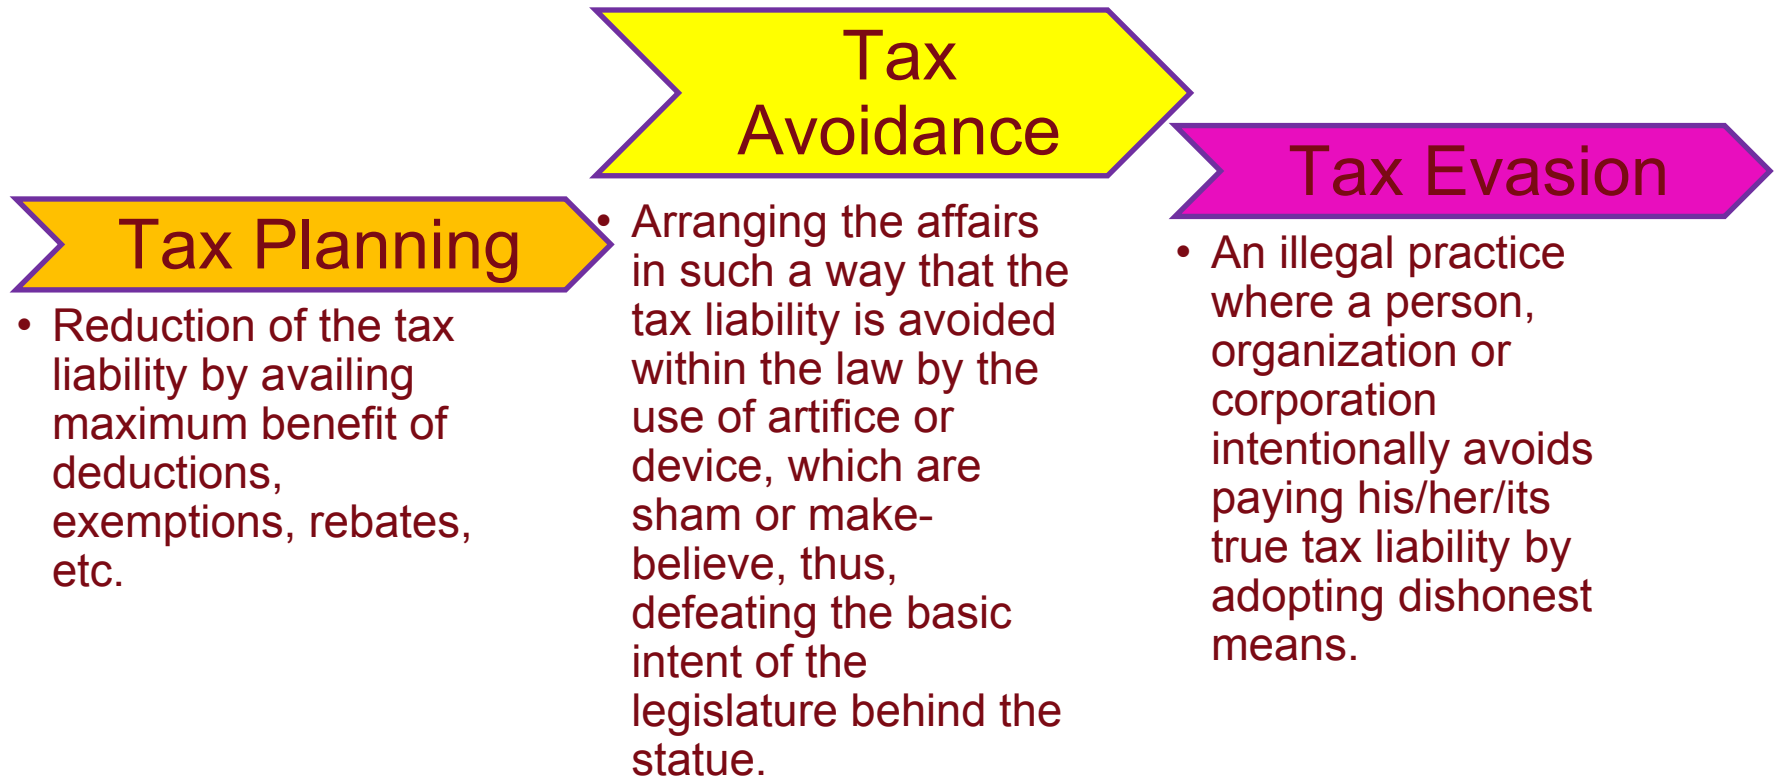 Tax Planning
• Reduction of the tax
liability by availing
maximum benefit of
deductions,
exemptions, rebates,
etc.
Tax
Avoidance
• Arranging the affairs
in such a way that the
tax liability is avoided
within the law by the
use of artifice or
device, which are
sham or make-
believe, thus,
defeating the basic
intent of the
legislature behind the
statue.
Tax Evasion
• An illegal practice
where a person,
organization or
corporation
intentionally avoids
paying his/her/its
true tax liability by
adopting dishonest
means.